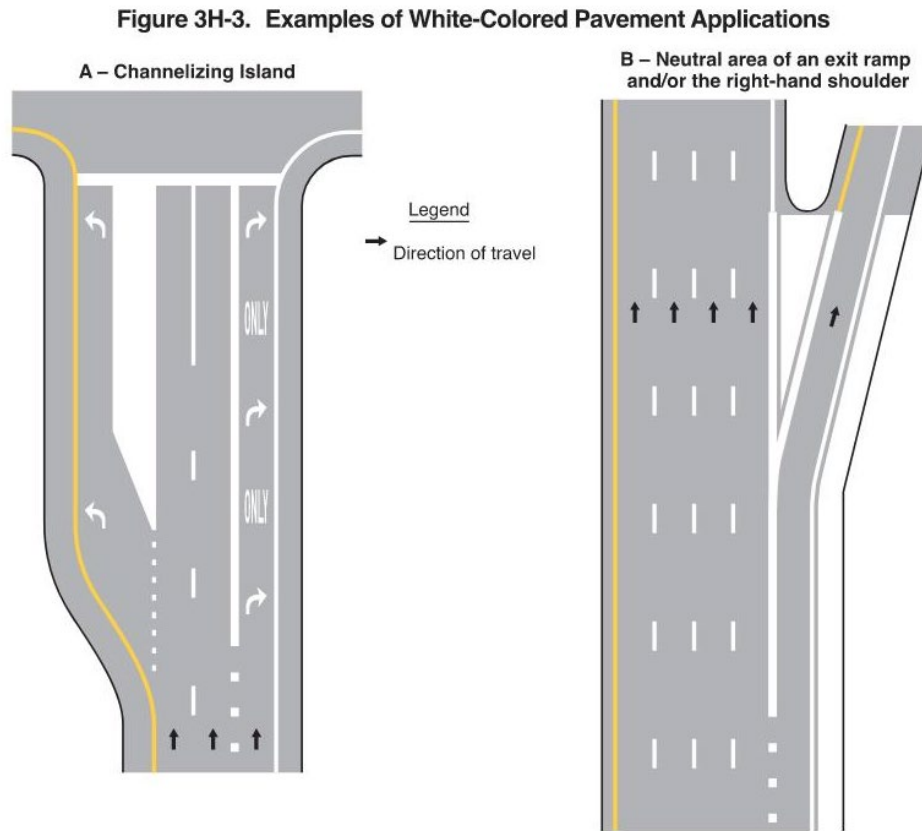 Figure 3H-3. Examples of White-Colored Pavement Applications
A – Channelizing Island
B – Neutral area of an exit ramp
and/or the right-hand shoulder
Legend
Direction of travel
ONLY
ONLY